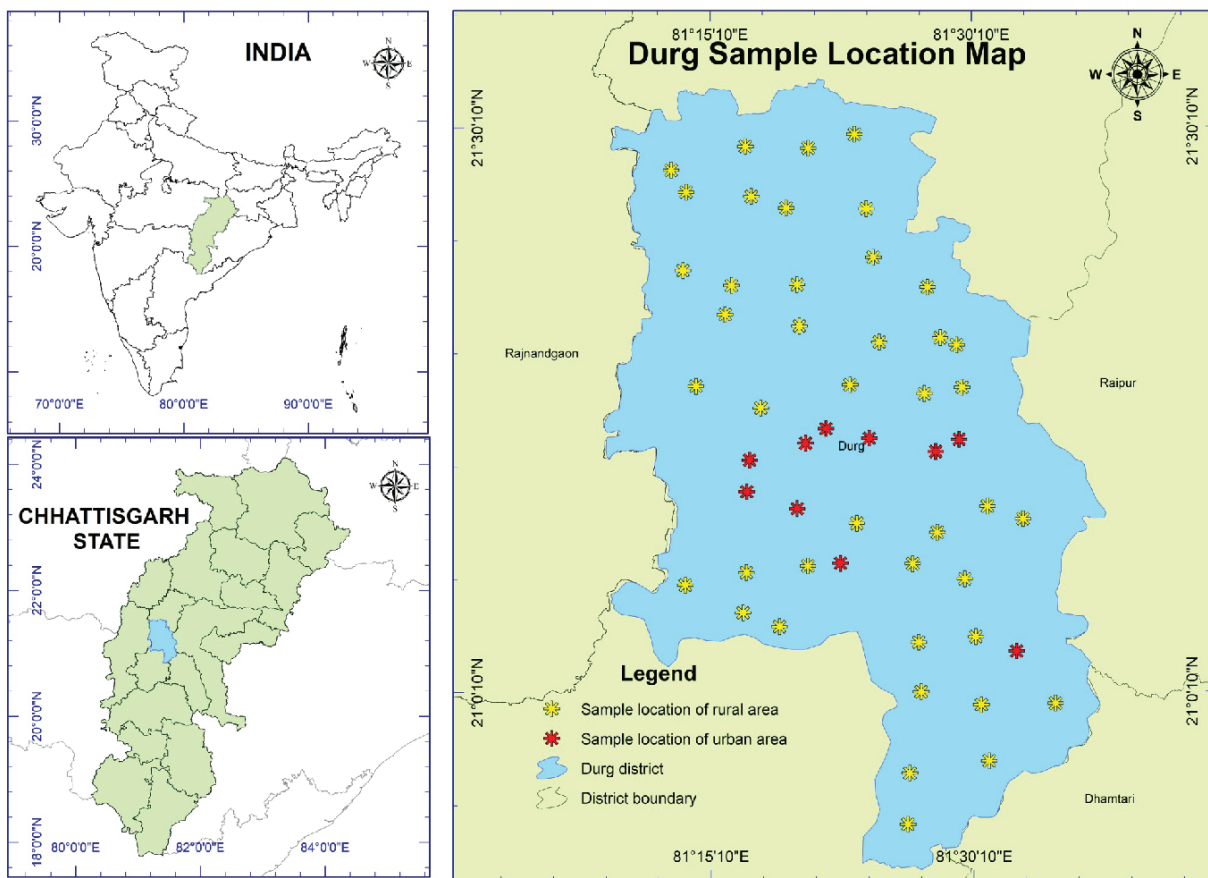 INDIA
N
W
E
S
30°0'0"N
20°0'0"N
70°0'0"E
80°0'0"E
90°0'0"E
CHHATTISGARH
STATE
N
W
E
S
24°0'0"N
22°0'0"N
20°0'0"N
18°0'0"N
80°0'0"E
82°0'0"E
84°0'0"E
81°15'10"E
81°30'10"E
Durg Sample Location Map
N
W
E
S
21°30'10"N
21°30'10"N
Rajnandgaon
Raipur
Durg
21°0'10"N
21°0'10"N
Legend
Sample location of rural area
Sample location of urban area
Durg district
District boundary
Dhamtari
81°15'10"E
81°30'10"E